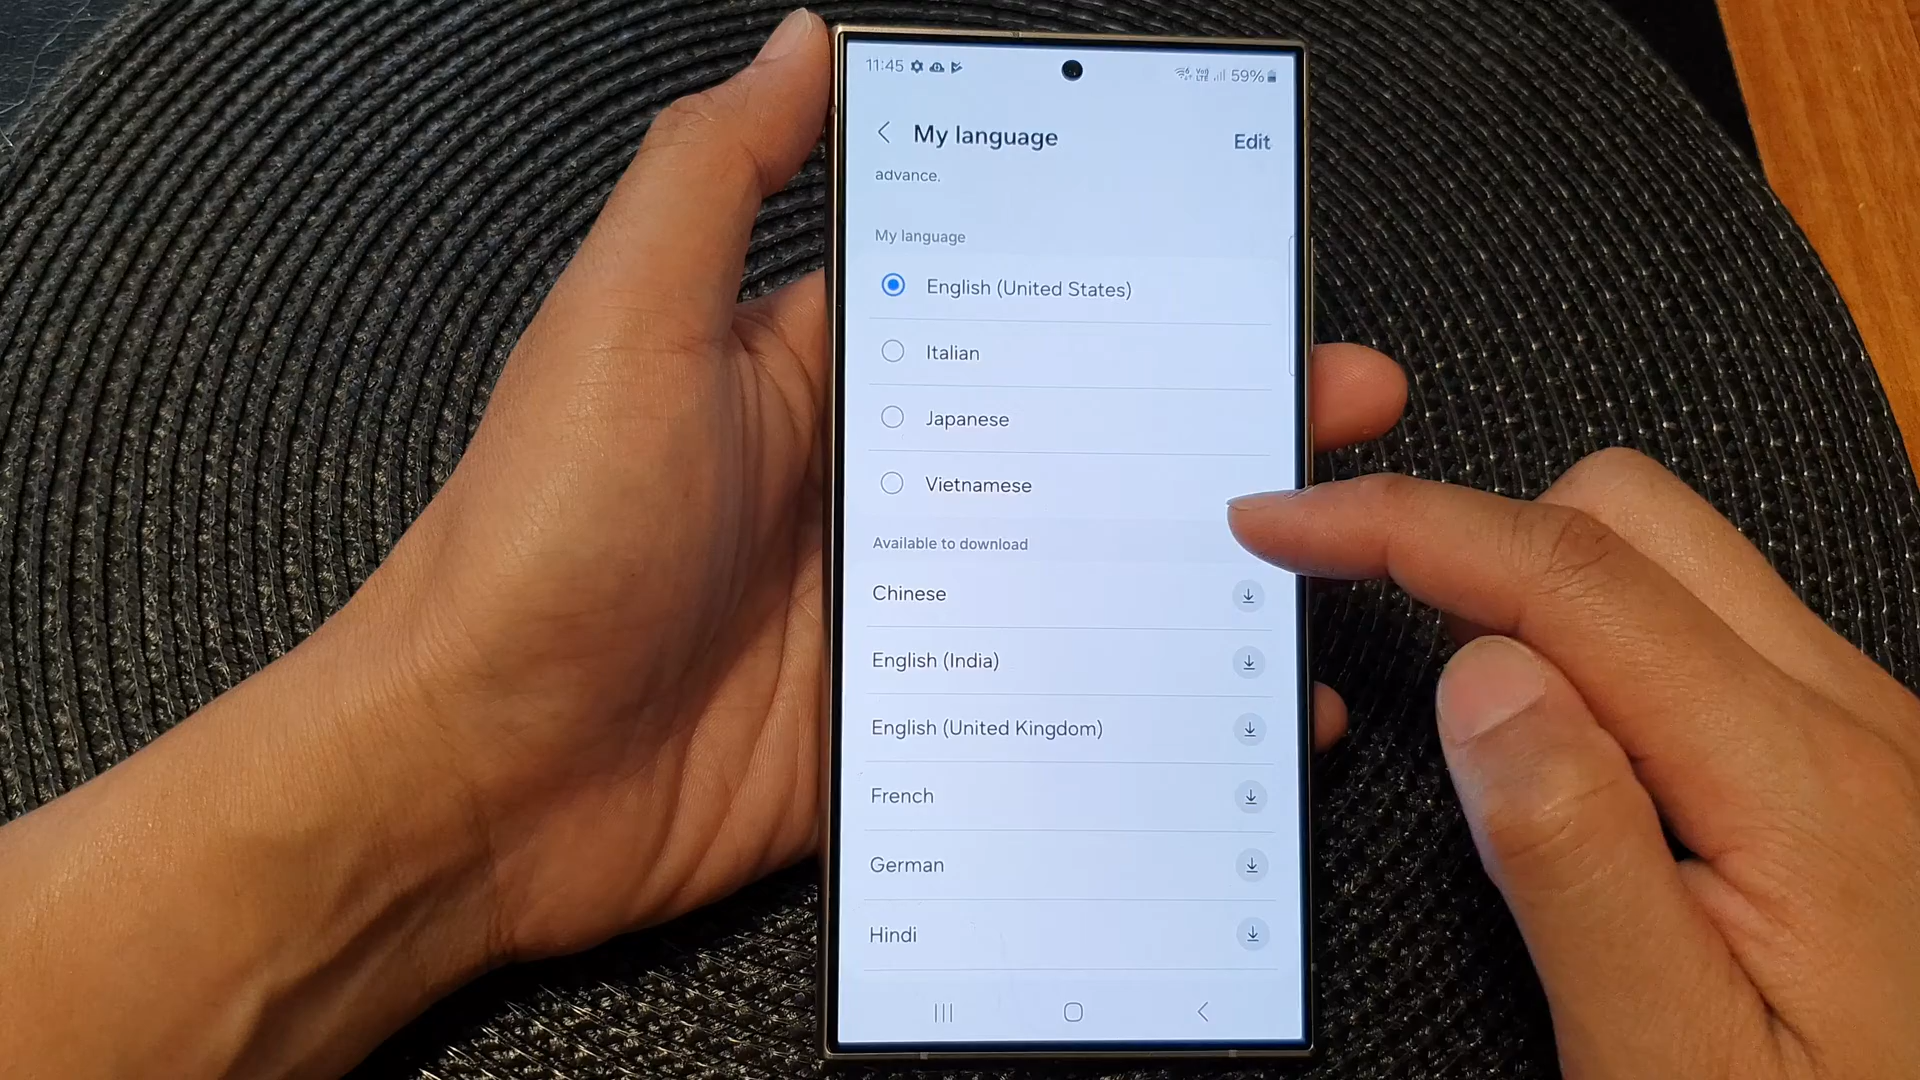 11:45
59%
My language
Edit
advance.
My language
English (United States)
Italian
Japanese
Vietnamese
Available to download
Chinese
English (India)
English (United Kingdom)
French
German
Hindi